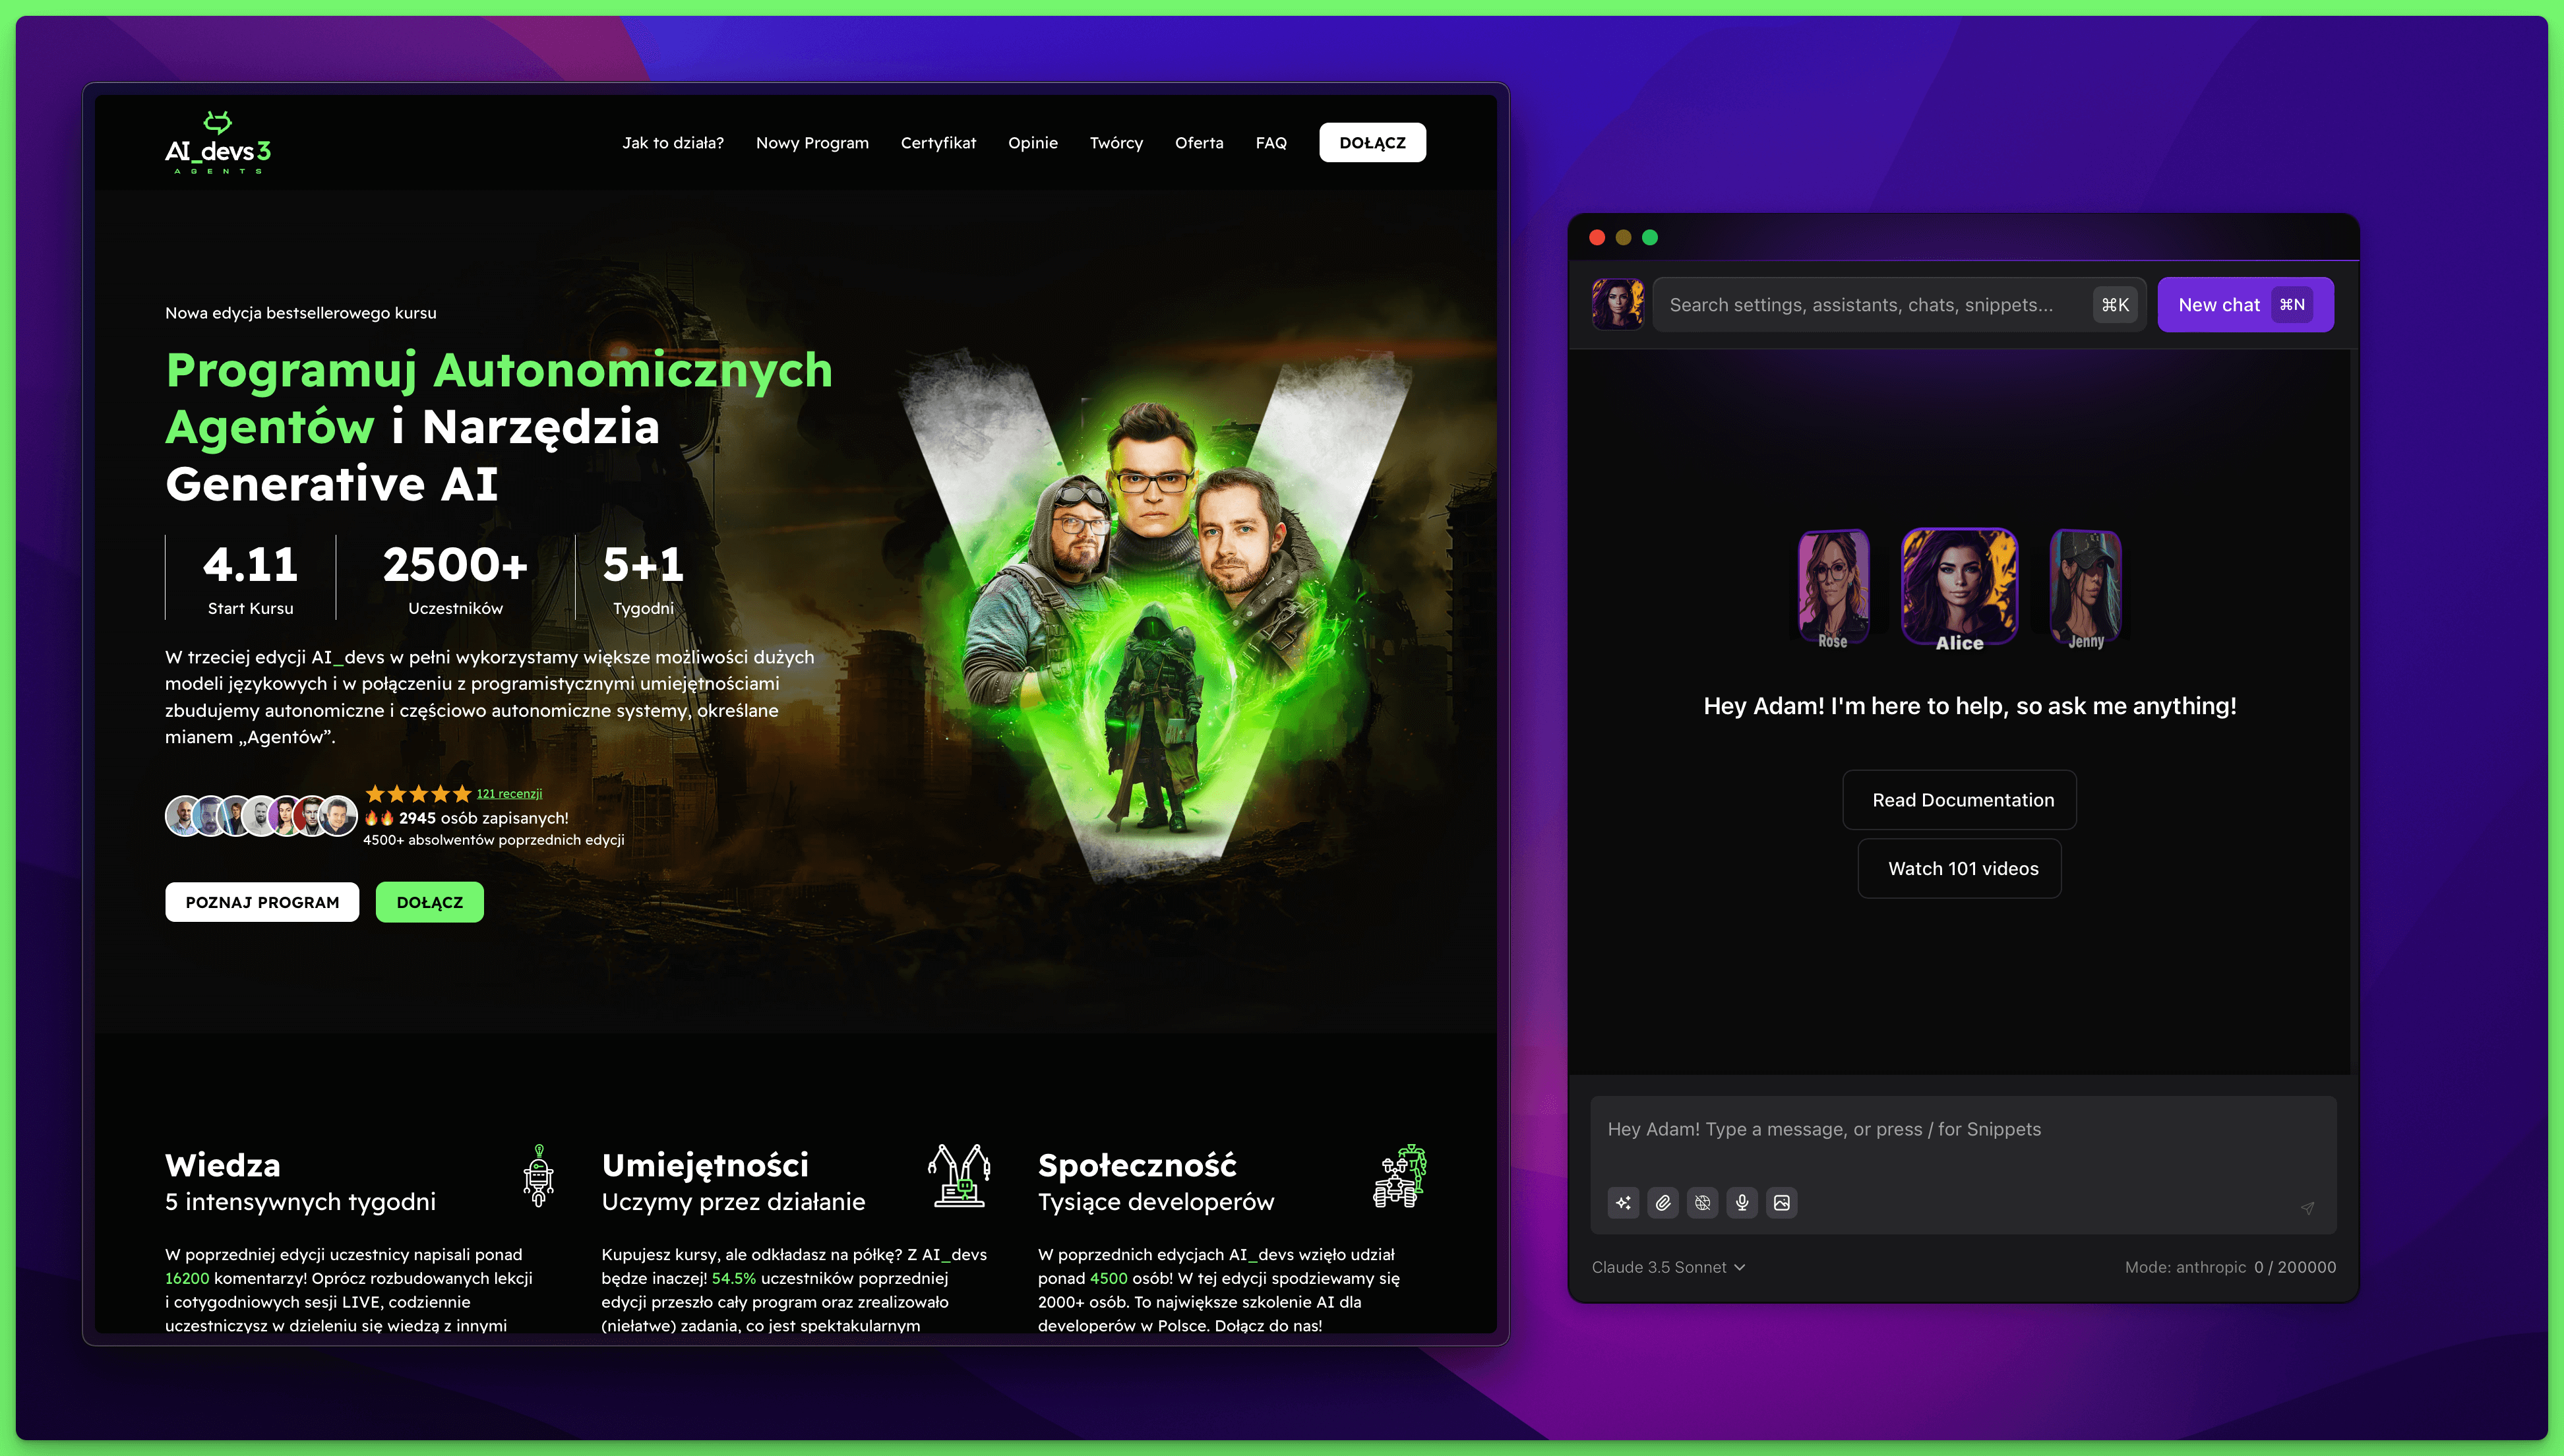 AI_devs 3
AGENTS
Jak to działa? Nowy Program Certyfikat Opinie Twórcy Oferta FAQ DOŁĄCZ
Nowa edycja bestsellerowego kursu
Programuj Autonomicznych
Agentów i Narzędzia
Generative AI
4.11 2500+ 5+1
Start Kursu Uczestników Tygodni
W trzeciej edycji AI_devs w pełni wykorzystamy większe możliwości dużych
modeli językowych i w połączeniu z programistycznymi umiejętnościami
zbudujemy autonomiczne i częściowo autonomiczne systemy, określane
mianem „Agentów”.
121 recenzji
2945 osób zapisanych!
4500+ absolwentów poprzednich edycji
POZNAJ PROGRAM DOŁĄCZ
Wiedza
5 intensywnych tygodni
W poprzedniej edycji uczestnicy napisali ponad
16200 komentarzy! Oprócz rozbudowanych lekcji
i cotygodniowych sesji LIVE, codziennie
uczestniczysz w dzieleniu się wiedzą z innymi
Umiejętności
Uczymy przez działanie
Kupujesz kursy, ale odkładasz na półkę? Z AI_devs
będze inaczej! 54.5% uczestników poprzedniej
edycji przeszło cały program oraz zrealizowało
(niełatwe) zadania, co jest spektakularnym
Społeczność
Tysiące developerów
W poprzednich edycjach AI_devs wzięło udział
ponad 4500 osób! W tej edycji spodziewamy się
2000+ osób. To największe szkolenie AI dla
developerów w Polsce. Dołącz do nas!
Search settings, assistants, chats, snippets... ⌘K New chat ⌘N
Rose Alice Jenny
Hey Adam! I'm here to help, so ask me anything!
Read Documentation
Watch 101 videos
Hey Adam! Type a message, or press / for Snippets
Claude 3.5 Sonnet Mode: anthropic 0 / 200000